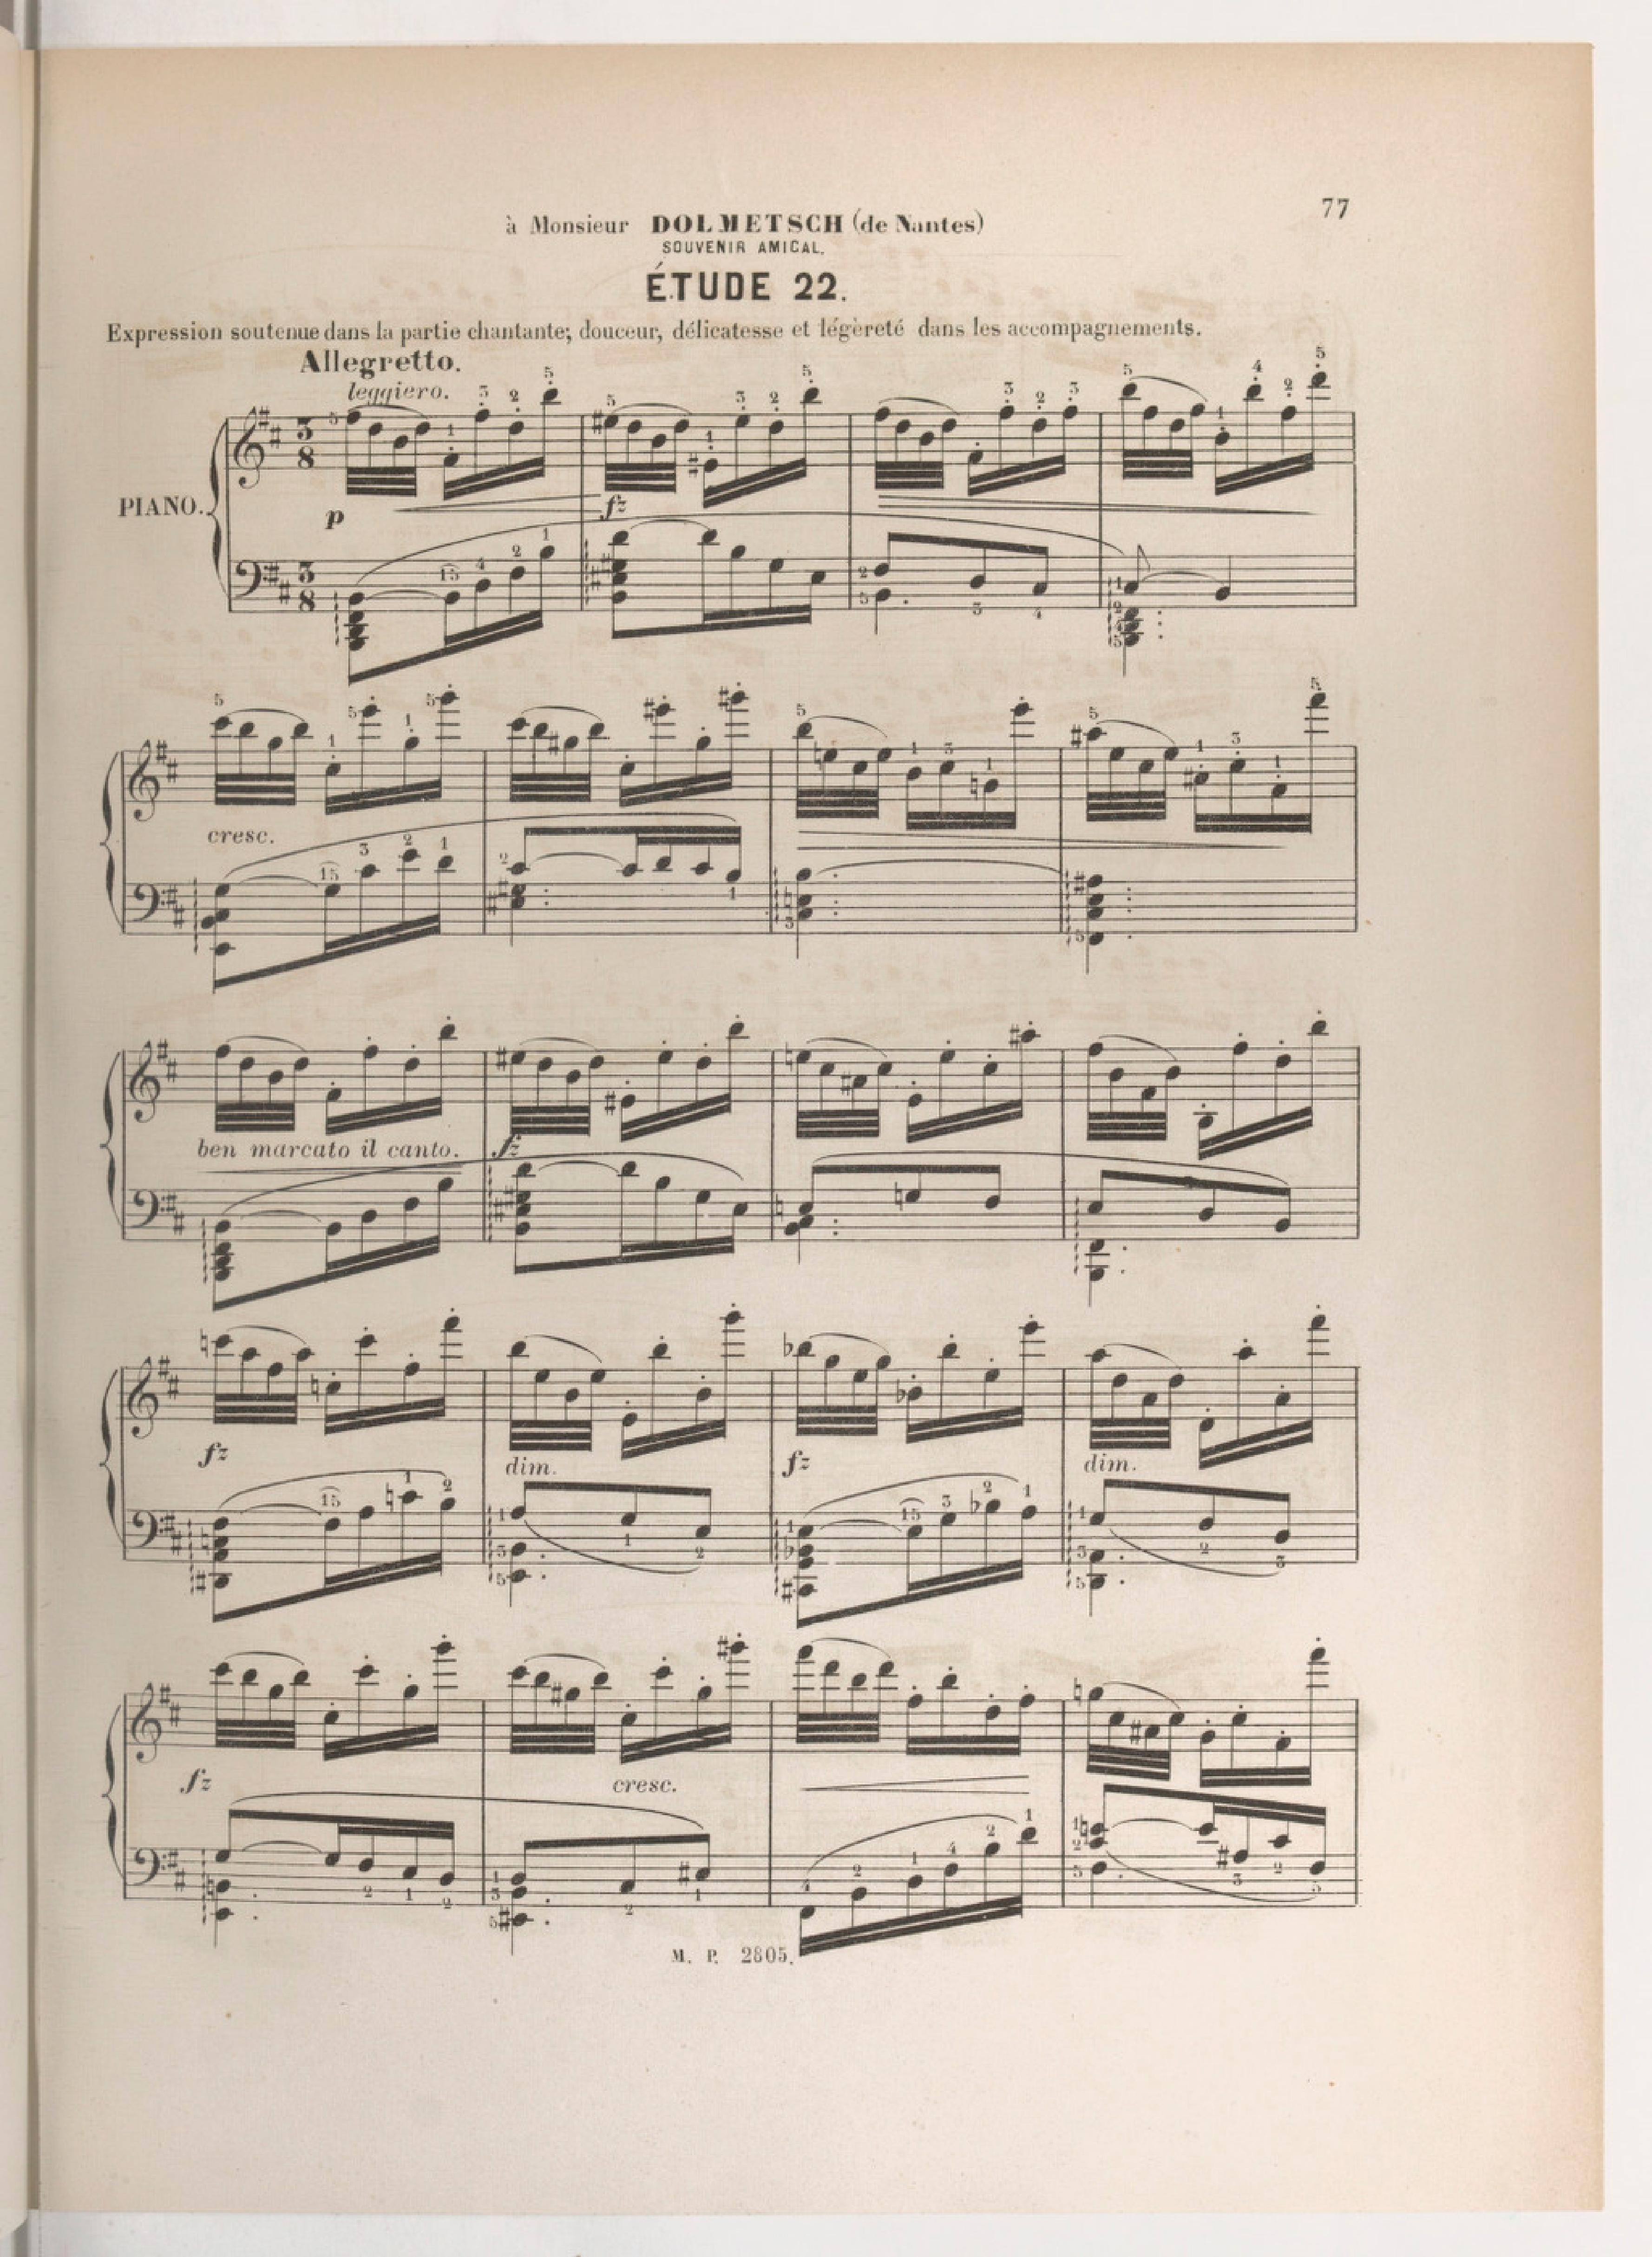 77
à Monsieur DOLMETSCH (de Nantes)
SOUVENIR AMICAL.
ÉTUDE 22.
Expression soutenue dans la partie chantante; douceur, délicatesse et légèreté dans les accompagnements.
Allegretto.
leggiero.
PIANO.
p
fz
cresc.
ben marcato il canto.
fz
fz
dim.
fz
dim.
fz
cresc.
M. P. 2805.